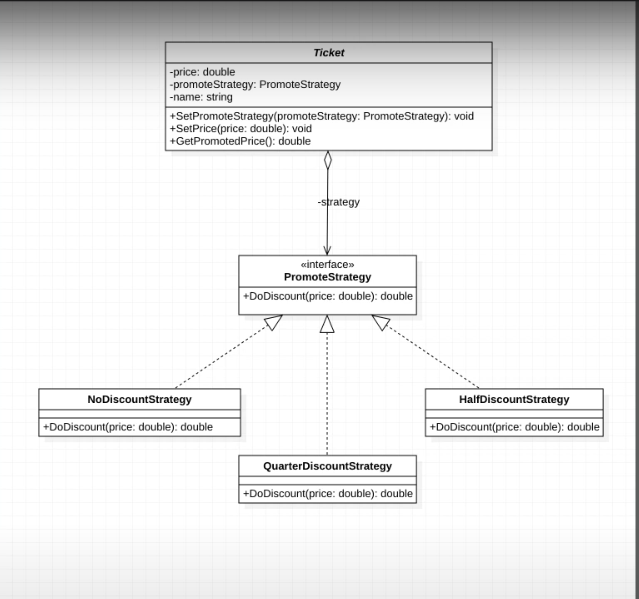 Ticket
-price: double
-promoteStrategy: PromoteStrategy
-name: string
+SetPromoteStrategy(promoteStrategy: PromoteStrategy): void
+SetPrice(price: double): void
+GetPromotedPrice(): double
-strategy
«interface»
PromoteStrategy
+DoDiscount(price: double): double
NoDiscountStrategy
+DoDiscount(price: double): double
HalfDiscountStrategy
+DoDiscount(price: double): double
QuarterDiscountStrategy
+DoDiscount(price: double): double